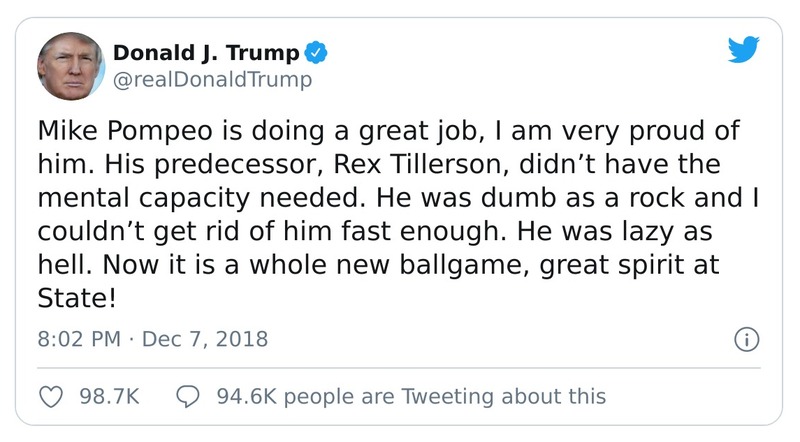 Donald J. Trump
@realDonaldTrump
Mike Pompeo is doing a great job, I am very proud of
him. His predecessor, Rex Tillerson, didn’t have the
mental capacity needed. He was dumb as a rock and I
couldn’t get rid of him fast enough. He was lazy as
hell. Now it is a whole new ballgame, great spirit at
State!
8:02 PM · Dec 7, 2018
98.7K 94.6K people are Tweeting about this